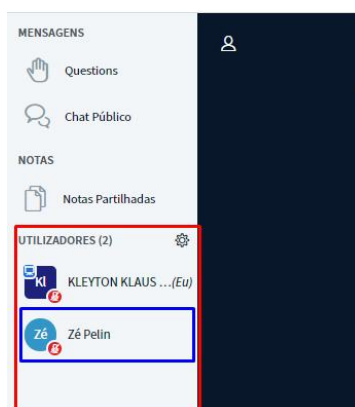 MENSAGENS
Questions
Chat Público
NOTAS
Notas Partilhadas
UTILIZADORES (2)
Kl KLEYTON KLAUS ...(Eu)
Zé Zé Pelin